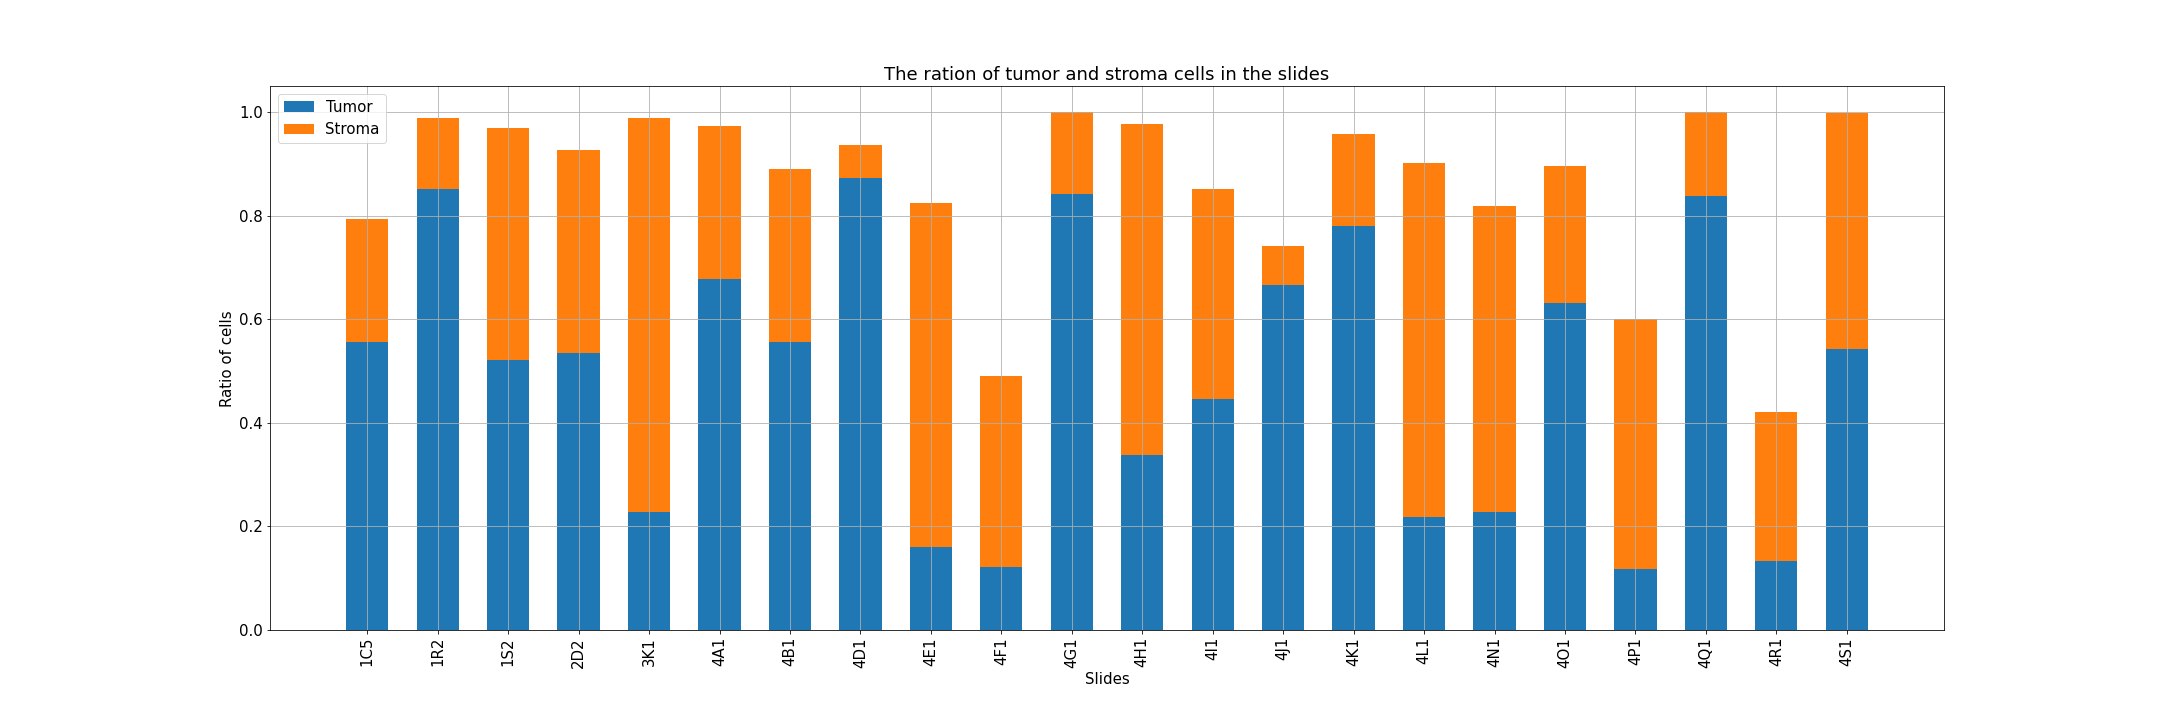 The ration of tumor and stroma cells in the slides
Tumor
Stroma
1.0
0.8
0.6
0.4
0.2
0.0
Ratio of cells
1C5 1R2 1S2 2D2 3K1 4A1 4B1 4D1 4E1 4F1 4G1 4H1 4I1 4J1 4K1 4L1 4N1 4O1 4P1 4Q1 4R1 4S1
Slides